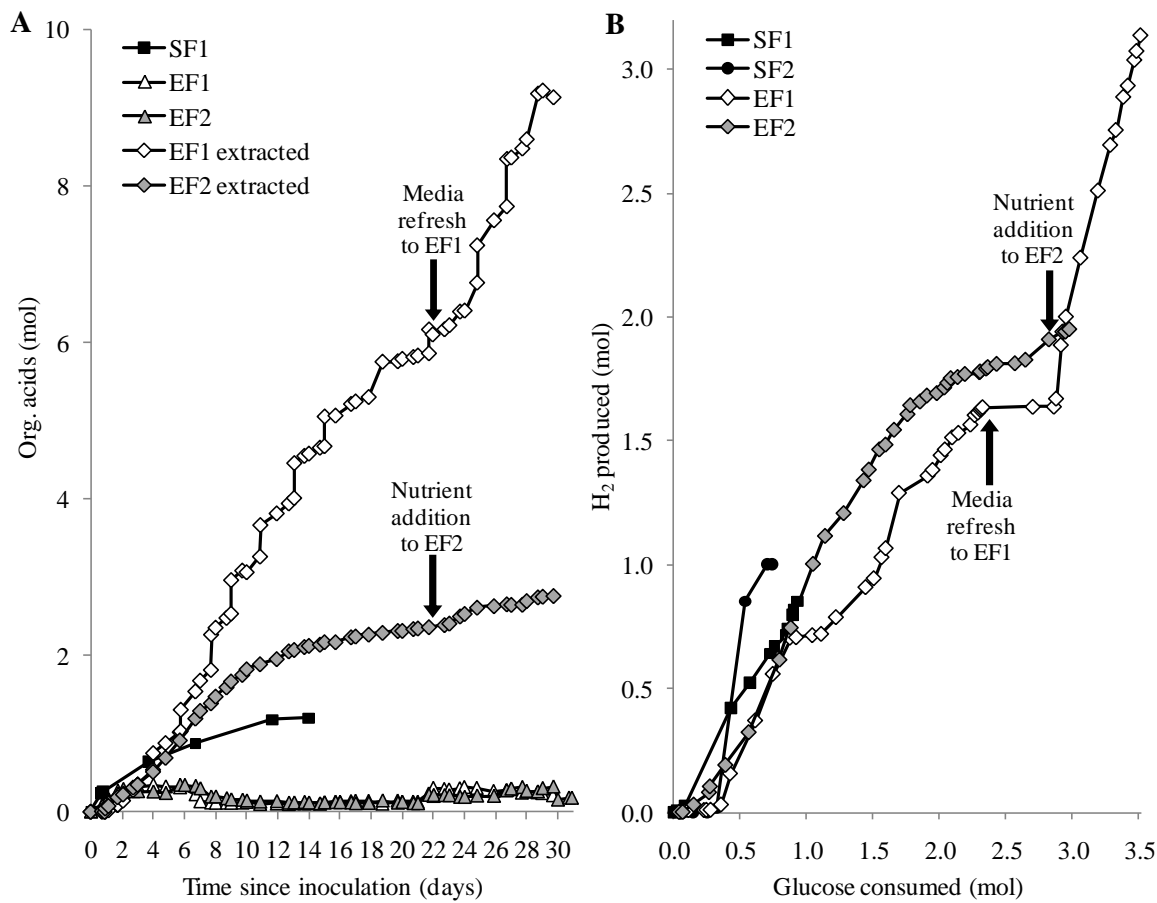 A
10
8
6
4
2
0
Org. acids (mol)
SF1
EF1
EF2
EF1 extracted
EF2 extracted
Media
refresh
to EF1
Nutrient
addition
to EF2
0 2 4 6 8 10 12 14 16 18 20 22 24 26 28 30
Time since inoculation (days)
B
3.0
2.5
2.0
1.5
1.0
0.5
0.0
H₂ produced (mol)
SF1
SF2
EF1
EF2
Nutrient
addition
to EF2
Media
refresh
to EF1
0.0 0.5 1.0 1.5 2.0 2.5 3.0 3.5
Glucose consumed (mol)